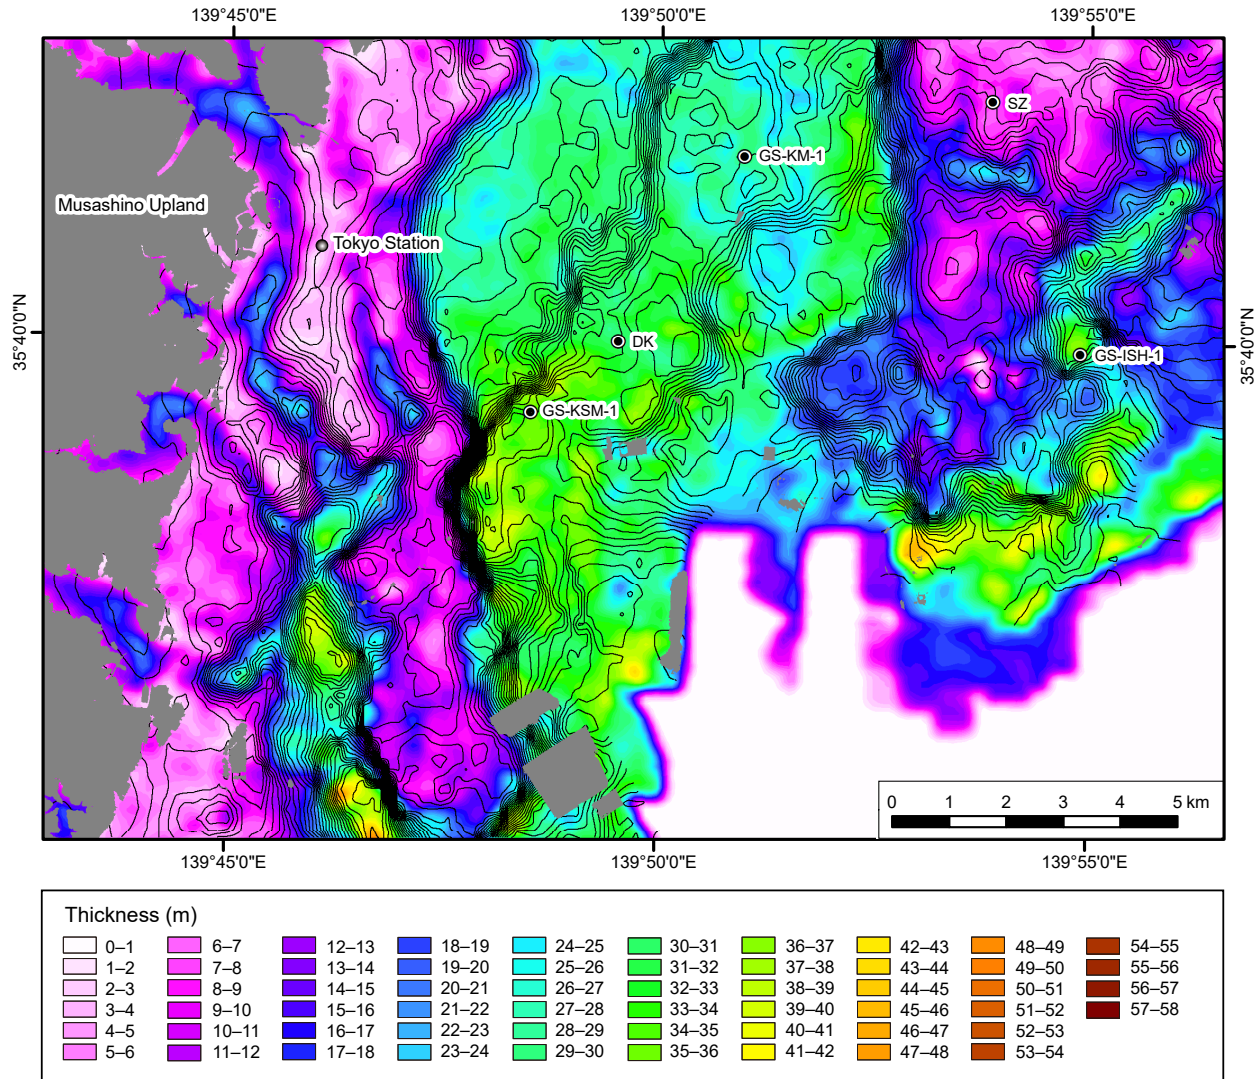 139°45'0"E 139°50'0"E 139°55'0"E
SZ
GS-KM-1
Musashino Upland
Tokyo Station
35°40'0"N
35°40'0"N
DK
GS-ISH-1
GS-KSM-1
0 1 2 3 4 5 km
139°45'0"E 139°50'0"E 139°55'0"E
Thickness (m)
0–1 6–7 12–13 18–19 24–25 30–31 36–37 42–43 48–49 54–55
1–2 7–8 13–14 19–20 25–26 31–32 37–38 43–44 49–50 55–56
2–3 8–9 14–15 20–21 26–27 32–33 38–39 44–45 50–51 56–57
3–4 9–10 15–16 21–22 27–28 33–34 39–40 45–46 51–52 57–58
4–5 10–11 16–17 22–23 28–29 34–35 40–41 46–47 52–53
5–6 11–12 17–18 23–24 29–30 35–36 41–42 47–48 53–54